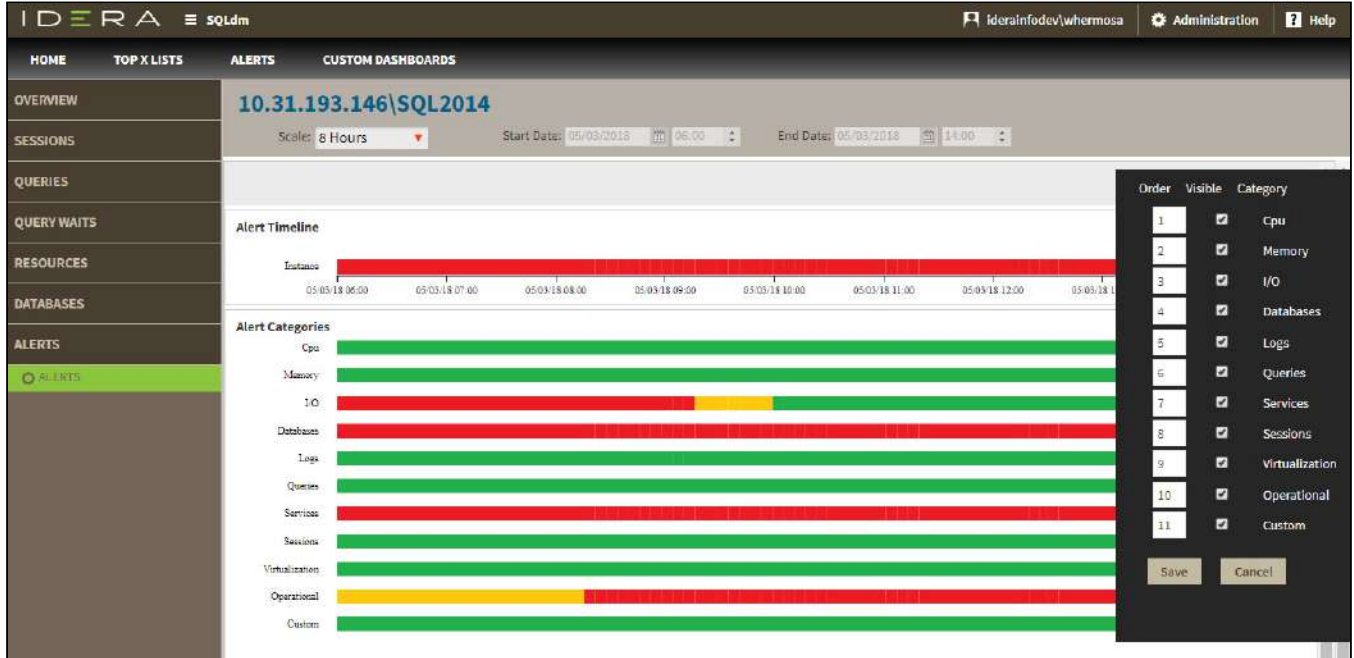 IDERA SQLdm iderainfodev\whermosa Administration ? Help
HOME TOP X LISTS ALERTS CUSTOM DASHBOARDS
OVERVIEW
SESSIONS
QUERIES
QUERY WAITS
RESOURCES
DATABASES
ALERTS
ALERTS
10.31.193.146\SQL2014
Scale: 8 Hours Start Date: 05/03/2018 06:00 End Date: 05/03/2018 14:00
Alert Timeline
Instance
05/03/18 06:00 05/03/18 07:00 05/03/18 08:00 05/03/18 09:00 05/03/18 10:00 05/03/18 11:00 05/03/18 12:00 05/03/18 1
Alert Categories
Cpu
Memory
I/O
Databases
Logs
Queries
Services
Sessions
Virtualization
Operational
Custom
Order Visible Category
1 Cpu
2 Memory
3 I/O
4 Databases
5 Logs
6 Queries
7 Services
8 Sessions
9 Virtualization
10 Operational
11 Custom
Save Cancel